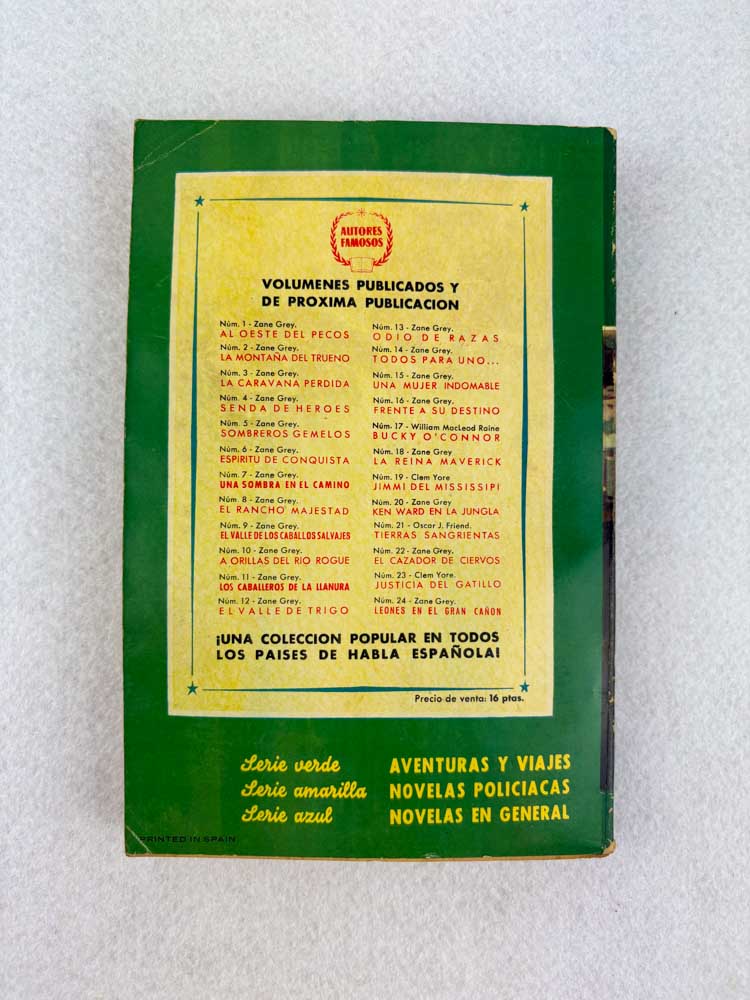 AUTORES
FAMOSOS
VOLUMENES PUBLICADOS Y
DE PROXIMA PUBLICACION
Núm. 1 - Zane Grey.
AL OESTE DEL PECOS
Núm. 2 - Zane Grey.
LA MONTAÑA DEL TRUENO
Núm. 3 - Zane Grey.
LA CARAVANA PERDIDA
Núm. 4 - Zane Grey.
SENDA DE HEROES
Núm. 5 - Zane Grey.
SOMBREROS GEMELOS
Núm. 6 - Zane Grey.
ESPIRITU DE CONQUISTA
Núm. 7 - Zane Grey.
UNA SOMBRA EN EL CAMINO
Núm. 8 - Zane Grey.
EL RANCHO MAJESTAD
Núm. 9 - Zane Grey.
EL VALLE DE LOS CABALLOS SALVAJES
Núm. 10 - Zane Grey.
A ORILLAS DEL RIO ROGUE
Núm. 11 - Zane Grey.
LOS CABALLEROS DE LA LLANURA
Núm. 12 - Zane Grey.
EL VALLE DE TRIGO
Núm. 13 - Zane Grey.
ODIO DE RAZAS
Núm. 14 - Zane Grey.
TODOS PARA UNO...
Núm. 15 - Zane Grey.
UNA MUJER INDOMABLE
Núm. 16 - Zane Grey.
FRENTE A SU DESTINO
Núm. 17 - William MacLeod Raine
BUCKY O'CONNOR
Núm. 18 - Zane Grey
LA REINA MAVERICK
Núm. 19 - Clem Yore
JIMMI DEL MISSISSIPI
Núm. 20 - Zane Grey
KEN WARD EN LA JUNGLA
Núm. 21 - Oscar J. Friend.
TIERRAS SANGRIENTAS
Núm. 22 - Zane Grey.
EL CAZADOR DE CIERVOS
Núm. 23 - Clem Yore.
JUSTICIA DEL GATILLO
Núm. 24 - Zane Grey.
LEONES EN EL GRAN CAÑON
¡UNA COLECCION POPULAR EN TODOS
LOS PAISES DE HABLA ESPAÑOLA!
Precio de venta: 16 ptas.
Serie verde AVENTURAS Y VIAJES
Serie amarilla NOVELAS POLICIACAS
Serie azul NOVELAS EN GENERAL
PRINTED IN SPAIN